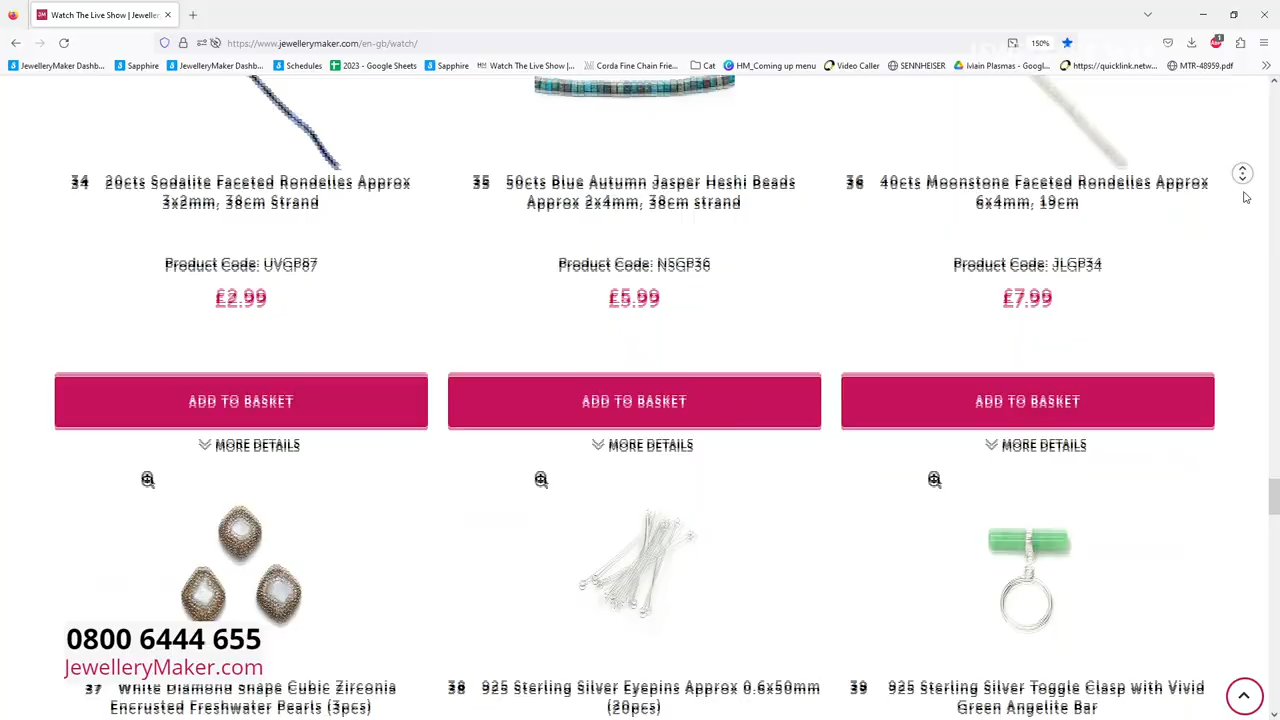 Watch The Live Show | Jeweller
https://www.jewellerymaker.com/en-gb/watch/
150%
1
JewelleryMaker Dashb...
Sapphire
JewelleryMaker Dashb...
Schedules
2023 - Google Sheets
Sapphire
Watch The Live Show |...
Corda Fine Chain Frie...
Cat
HM_Coming up menu
Video Caller
SENNHEISER
ivain Plasmas - Googl...
https://quicklink.netw...
MTR-48959.pdf
34 20cts Sodalite Faceted Rondelles Approx
3x2mm, 38cm Strand
Product Code: UVGP87
£2.99
ADD TO BASKET
MORE DETAILS
35 50cts Blue Autumn Jasper Heshi Beads
Approx 2x4mm, 38cm strand
Product Code: NSGP36
£5.99
ADD TO BASKET
MORE DETAILS
36 40cts Moonstone Faceted Rondelles Approx
6x4mm, 19cm
Product Code: JLGP34
£7.99
ADD TO BASKET
MORE DETAILS
0800 6444 655
JewelleryMaker.com
37 White Diamond Shape Cubic Zirconia
Encrusted Freshwater Pearls (3pcs)
38 925 Sterling Silver Eyepins Approx 0.6x50mm
(20pcs)
39 925 Sterling Silver Toggle Clasp with Vivid
Green Angelite Bar